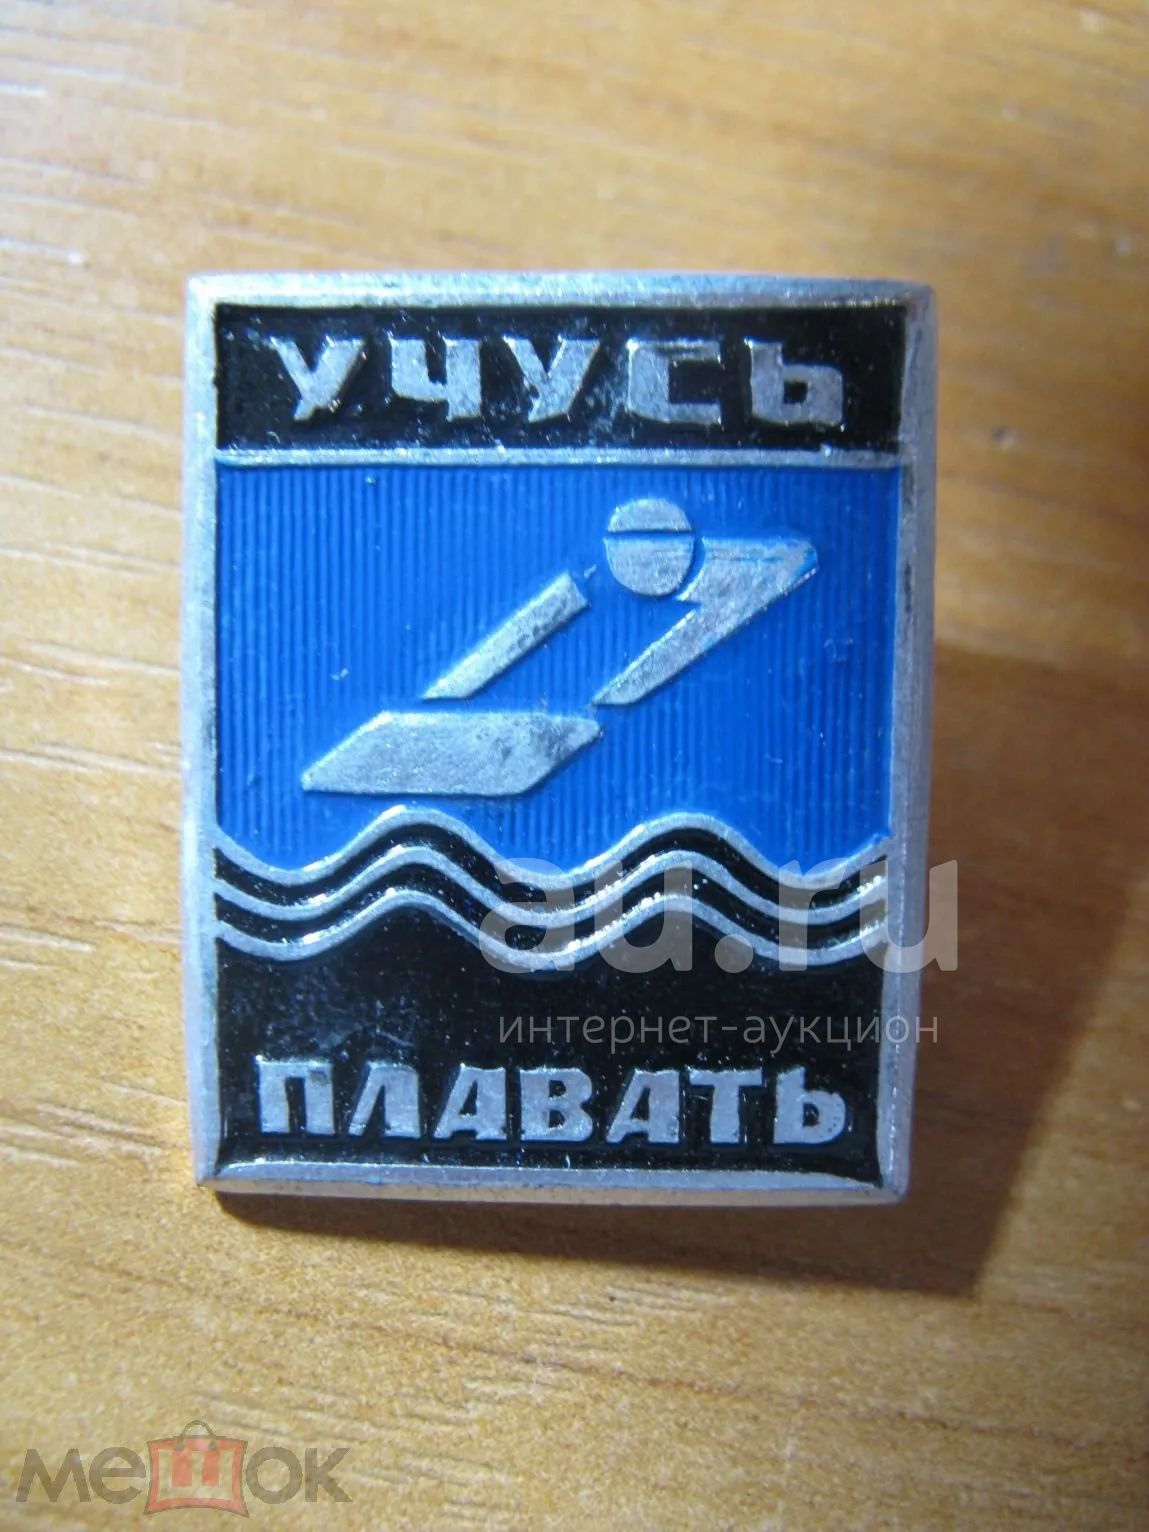 УЧУСЬ
au.ru
интернет-аукцион
ПЛАВАТЬ
мешок